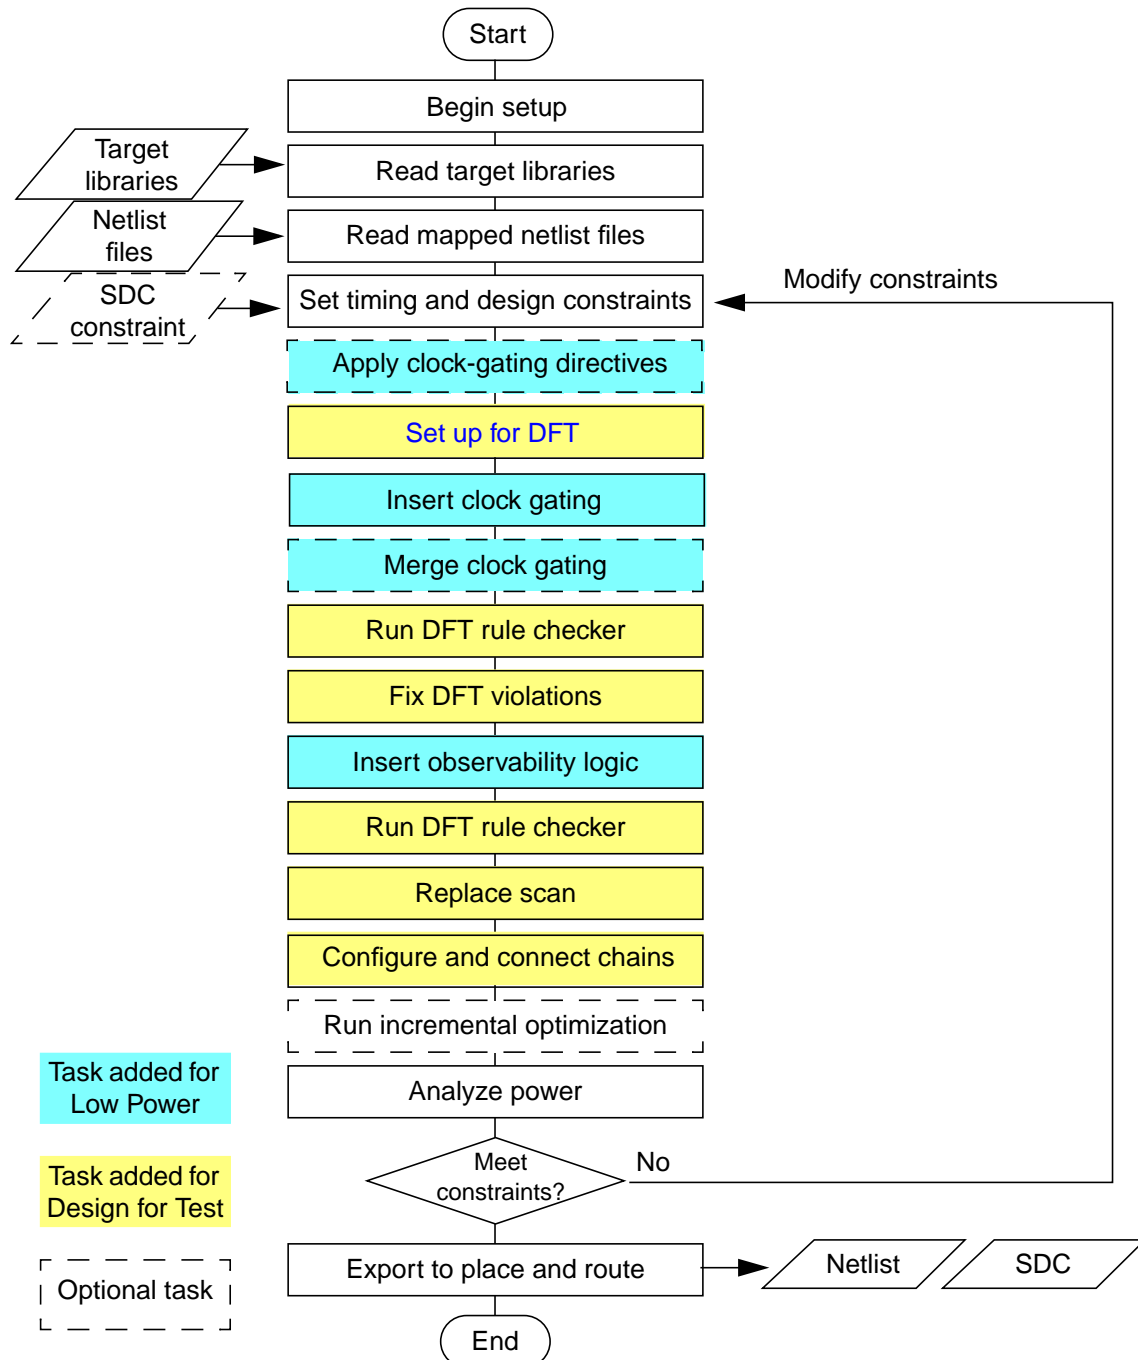 Start
Begin setup
Target
libraries
Read target libraries
Netlist
files
Read mapped netlist files
SDC
constraint
Set timing and design constraints
Modify constraints
Apply clock-gating directives
Set up for DFT
Insert clock gating
Merge clock gating
Run DFT rule checker
Fix DFT violations
Insert observability logic
Run DFT rule checker
Replace scan
Configure and connect chains
Run incremental optimization
Analyze power
Meet
constraints?
No
Export to place and route
Netlist
SDC
End
Task added for
Low Power
Task added for
Design for Test
Optional task